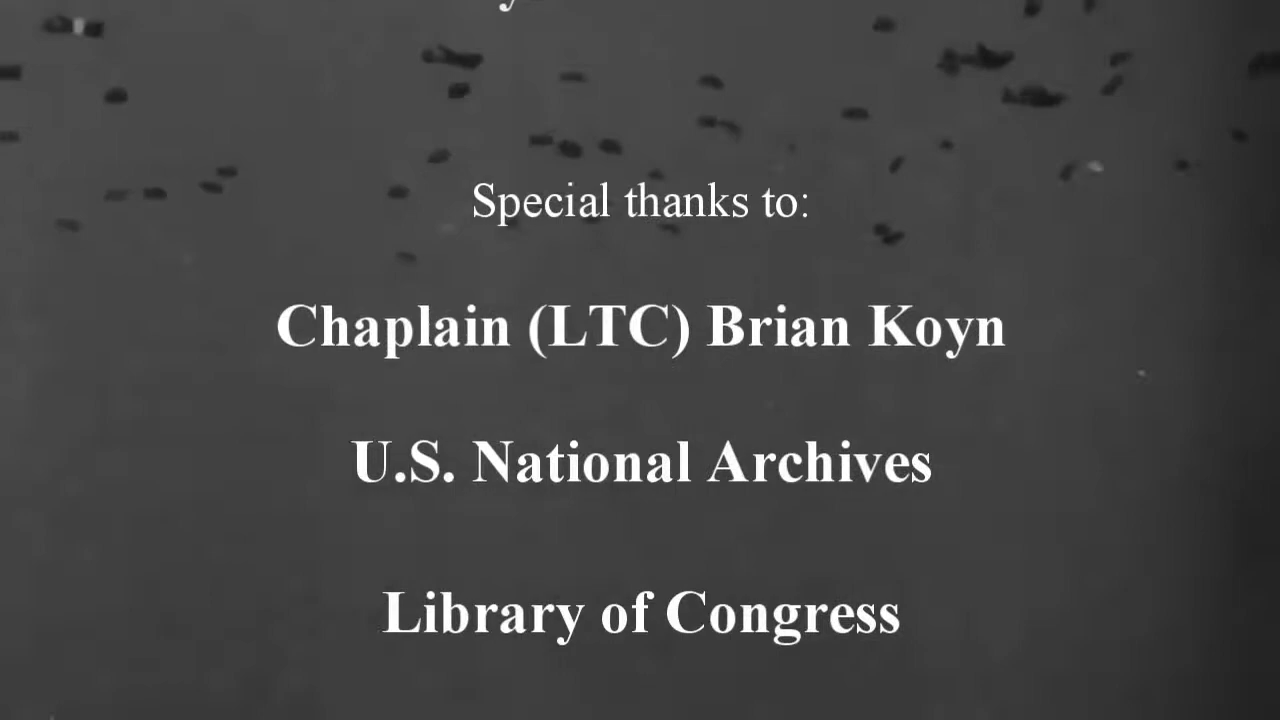 Special thanks to:
Chaplain (LTC) Brian Koyn
U.S. National Archives
Library of Congress